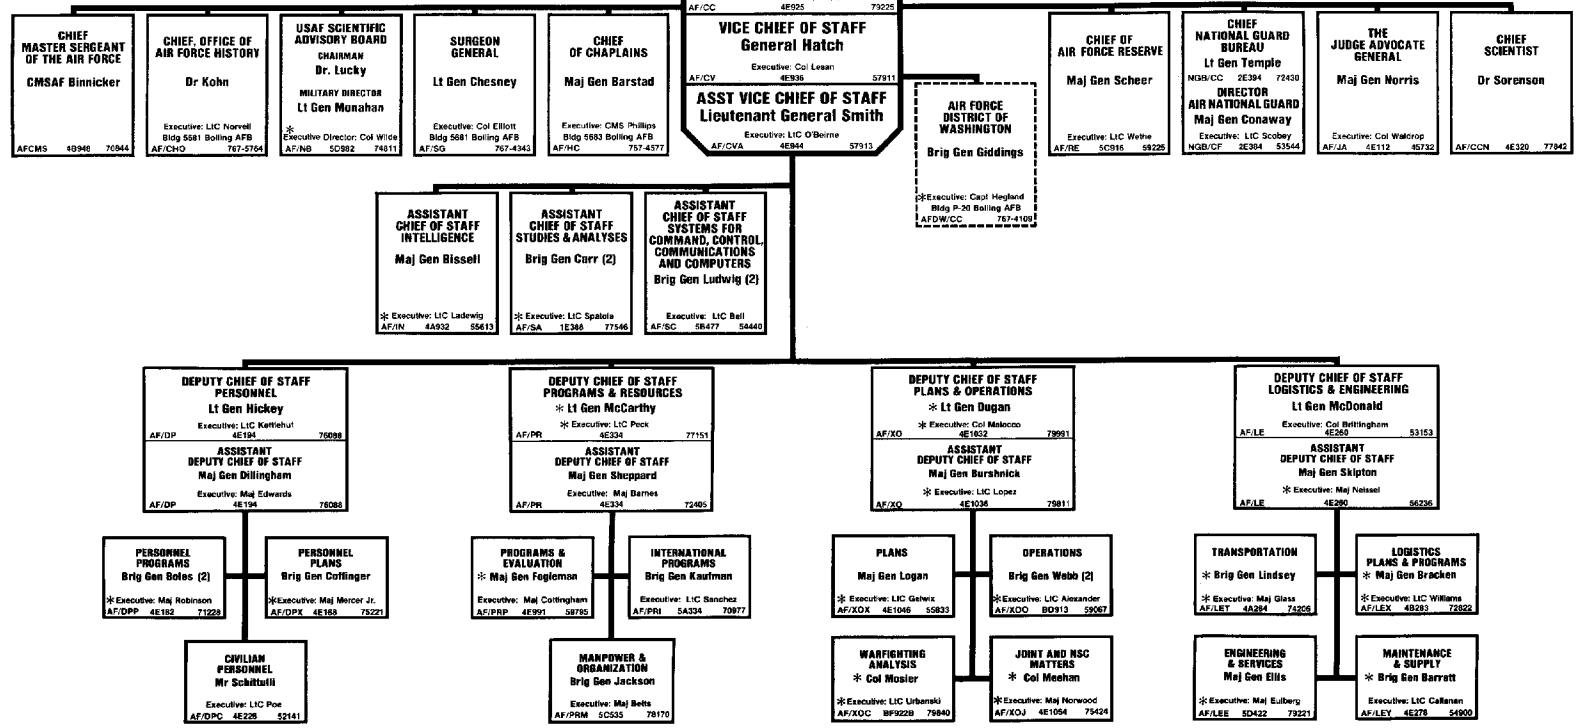 AF/CC 4E925 79225
VICE CHIEF OF STAFF
General Hatch
Executive: Col Lesan
AF/CV 4E936 57911
ASST VICE CHIEF OF STAFF
Lieutenant General Smith
Executive: LtC O'Beirne
AF/CVA 4E944 57913
CHIEF
MASTER SERGEANT
OF THE AIR FORCE
CMSAF Binnicker
AFCMS 4B948 70844
CHIEF, OFFICE OF
AIR FORCE HISTORY
Dr Kohn
Executive: LtC Norvell
Bldg 5681 Bolling AFB
AF/CHO 767-5764
USAF SCIENTIFIC
ADVISORY BOARD
CHAIRMAN
Dr. Lucky
MILITARY DIRECTOR
Lt Gen Monahan
*
Executive Director: Col Wilde
AF/NB 5D982 74811
SURGEON
GENERAL
Lt Gen Chesney
Executive: Col Elliott
Bldg 5681 Bolling AFB
AF/SG 767-4343
CHIEF
OF CHAPLAINS
Maj Gen Barstad
Executive: CMS Phillips
Bldg 5683 Bolling AFB
AF/HC 767-4577
AIR FORCE
DISTRICT OF
WASHINGTON
Brig Gen Giddings
*Executive: Capt Hegland
Bldg P-20 Bolling AFB
AFDW/CC 767-4109
CHIEF OF
AIR FORCE RESERVE
Maj Gen Scheer
Executive: LtC Wethe
AF/RE 5C916 59225
CHIEF
NATIONAL GUARD
BUREAU
Lt Gen Temple
NGB/CC 2E394 72430
DIRECTOR
AIR NATIONAL GUARD
Maj Gen Conaway
Executive: LtC Scobey
NGB/CF 2E384 53544
THE
JUDGE ADVOCATE
GENERAL
Maj Gen Norris
Executive: Col Waldrop
AF/JA 4E112 45732
CHIEF
SCIENTIST
Dr Sorenson
AF/CCN 4E320 77842
ASSISTANT
CHIEF OF STAFF
INTELLIGENCE
Maj Gen Bissell
* Executive: LtC Ladewig
AF/IN 4A932 55613
ASSISTANT
CHIEF OF STAFF
STUDIES & ANALYSES
Brig Gen Carr (2)
* Executive: LtC Spatola
AF/SA 1E388 77546
ASSISTANT
CHIEF OF STAFF
SYSTEMS FOR
COMMAND, CONTROL,
COMMUNICATIONS
AND COMPUTERS
Brig Gen Ludwig (2)
Executive: LtC Bell
AF/SC 5B477 54440
DEPUTY CHIEF OF STAFF
PERSONNEL
Lt Gen Hickey
Executive: LtC Kettlehut
AF/DP 4E194 76088
ASSISTANT
DEPUTY CHIEF OF STAFF
Maj Gen Dillingham
Executive: Maj Edwards
AF/DP 4E194 76088
PERSONNEL
PROGRAMS
Brig Gen Boles (2)
*Executive: Maj Robinson
AF/DPP 4E182 71228
PERSONNEL
PLANS
Brig Gen Coffinger
*Executive: Maj Mercer Jr.
AF/DPX 4E168 75221
CIVILIAN
PERSONNEL
Mr Schittulli
Executive: LtC Poe
AF/DPC 4E228 52141
DEPUTY CHIEF OF STAFF
PROGRAMS & RESOURCES
* Lt Gen McCarthy
* Executive: LtC Peck
AF/PR 4E334 77151
ASSISTANT
DEPUTY CHIEF OF STAFF
Maj Gen Sheppard
Executive: Maj Barnes
AF/PR 4E334 72405
PROGRAMS &
EVALUATION
* Maj Gen Fogleman
Executive: Maj Cottingham
AF/PRP 4E991 59795
INTERNATIONAL
PROGRAMS
Brig Gen Kaufman
Executive: LtC Sanchez
AF/PRI 5A334 70977
MANPOWER &
ORGANIZATION
Brig Gen Jackson
Executive: Maj Betts
AF/PRM 5C535 78170
DEPUTY CHIEF OF STAFF
PLANS & OPERATIONS
* Lt Gen Dugan
* Executive: Col Malocco
AF/XO 4E1032 79991
ASSISTANT
DEPUTY CHIEF OF STAFF
Maj Gen Burshnick
* Executive: LtC Lopez
AF/XO 4E1036 79811
PLANS
Maj Gen Logan
* Executive: LtC Gelwix
AF/XOX 4E1046 55833
OPERATIONS
Brig Gen Webb (2)
*Executive: LtC Alexander
AF/XOO BD913 59067
WARFIGHTING
ANALYSIS
* Col Mosier
*Executive: LtC Urbanski
AF/XOC BF922B 79840
JOINT AND NSC
MATTERS
* Col Meehan
*Executive: Maj Norwood
AF/XOJ 4E1054 75424
DEPUTY CHIEF OF STAFF
LOGISTICS & ENGINEERING
Lt Gen McDonald
Executive: Col Brittingham
AF/LE 4E260 53153
ASSISTANT
DEPUTY CHIEF OF STAFF
Maj Gen Skipton
* Executive: Maj Neissel
AF/LE 4E260 56236
TRANSPORTATION
* Brig Gen Lindsey
* Executive: Maj Glass
AF/LET 4A284 74206
LOGISTICS
PLANS & PROGRAMS
* Maj Gen Bracken
* Executive: LtC Williams
AF/LEX 4B283 72822
ENGINEERING
& SERVICES
Maj Gen Ellis
* Executive: Maj Eulberg
AF/LEE 5D422 79221
MAINTENANCE
& SUPPLY
* Brig Gen Barrett
Executive: LtC Callanan
AF/LEY 4E278 54900